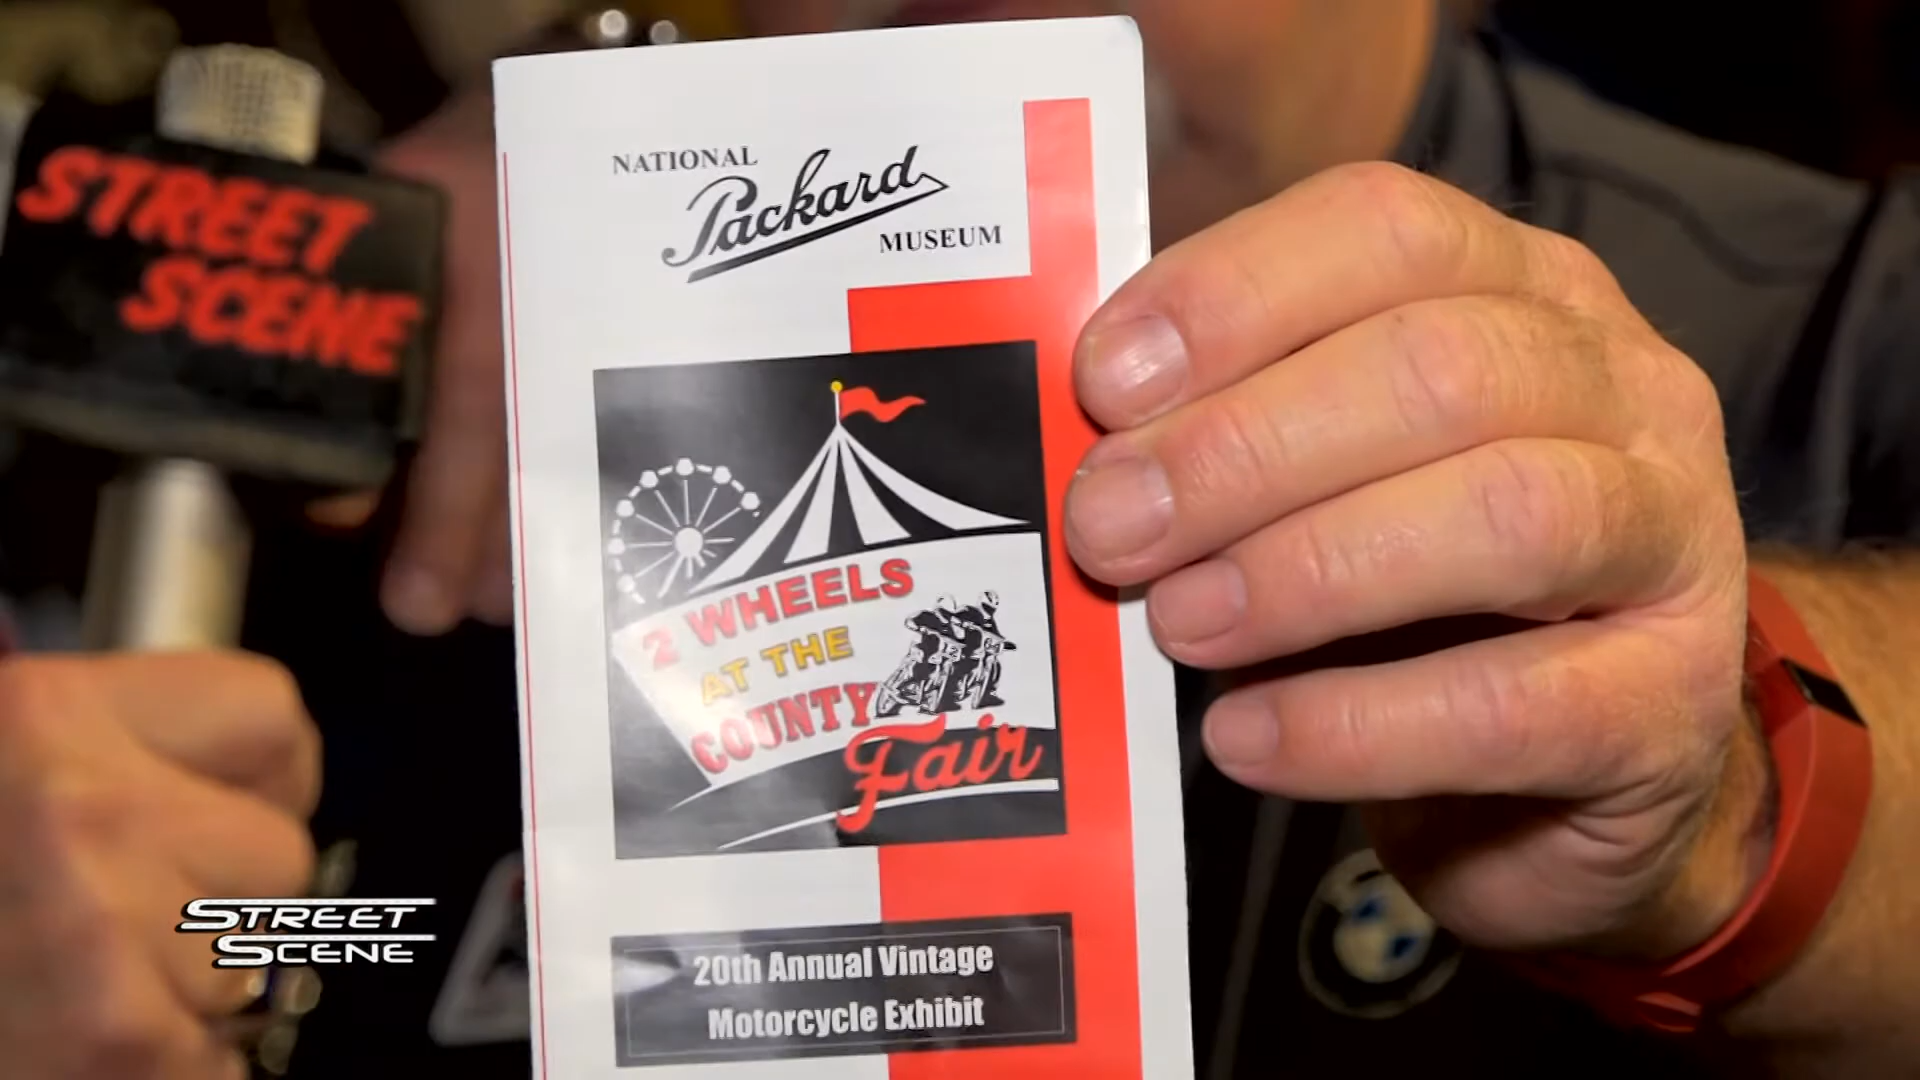 STREET
SCENE
NATIONAL
Packard
MUSEUM
2 WHEELS
AT THE
COUNTY
Fair
20th Annual Vintage
Motorcycle Exhibit
STREET
SCENE